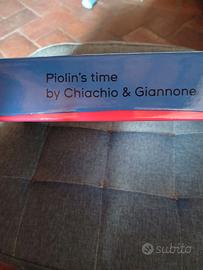 Piolin's time
by Chiachio & Giannone
subito